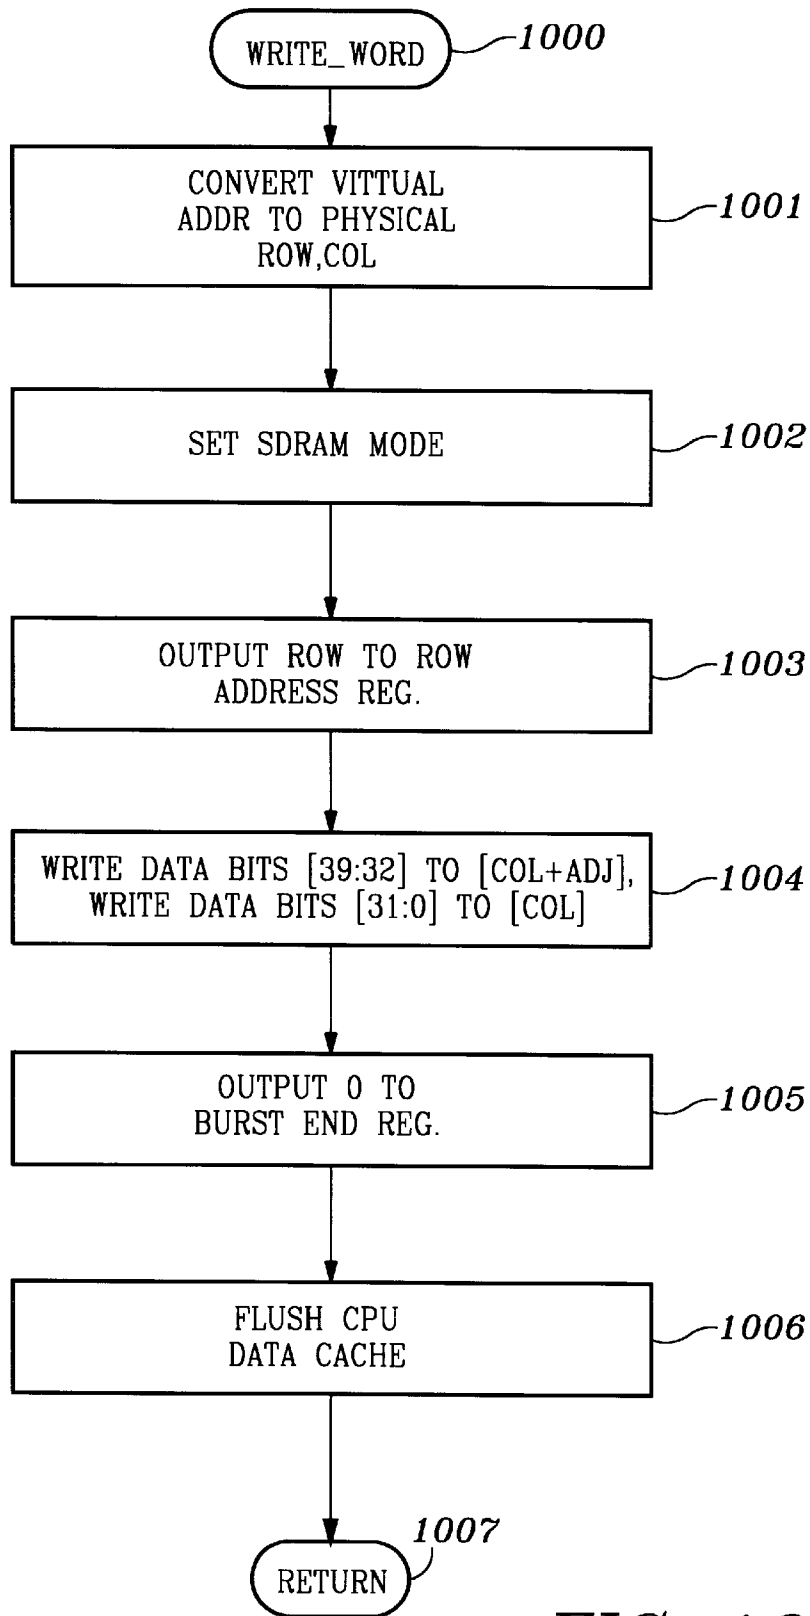 WRITE_WORD
1000
CONVERT VITTUAL
ADDR TO PHYSICAL
ROW,COL
1001
SET SDRAM MODE
1002
OUTPUT ROW TO ROW
ADDRESS REG.
1003
WRITE DATA BITS [39:32] TO [COL+ADJ],
WRITE DATA BITS [31:0] TO [COL]
1004
OUTPUT 0 TO
BURST END REG.
1005
FLUSH CPU
DATA CACHE
1006
1007
RETURN